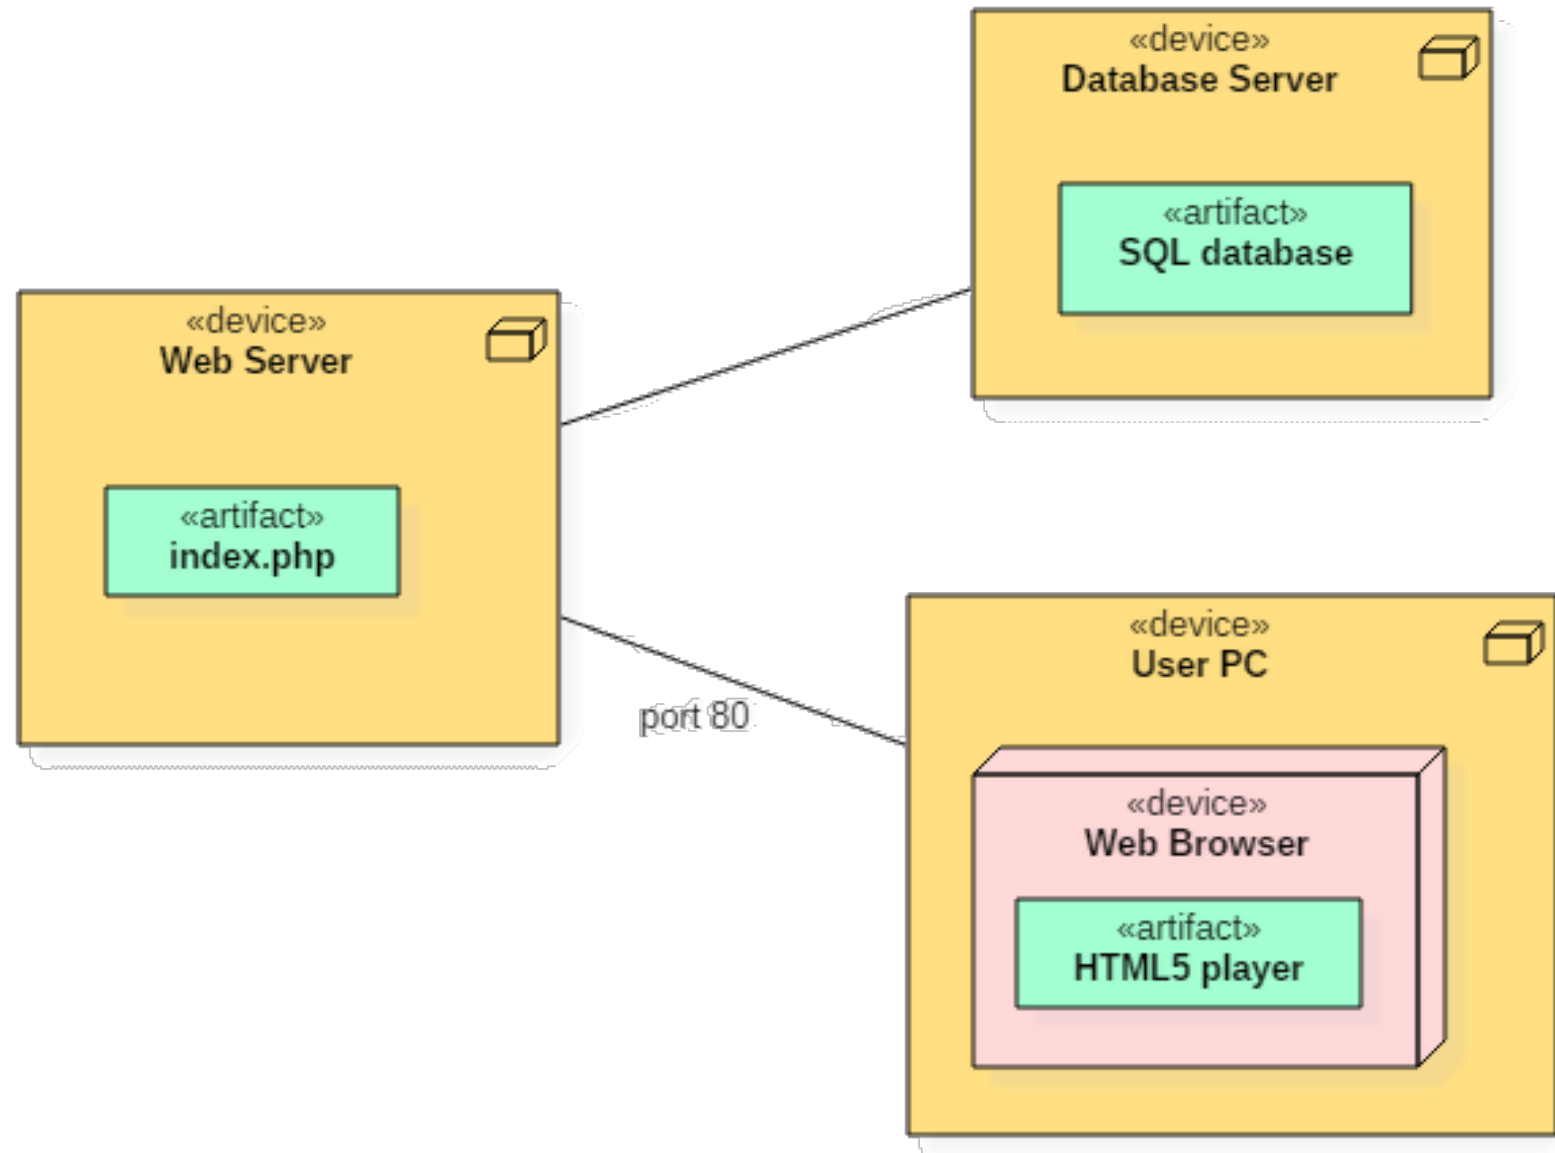 «device»
Database Server
«artifact»
SQL database
«device»
Web Server
«artifact»
index.php
port 80
«device»
User PC
«device»
Web Browser
«artifact»
HTML5 player